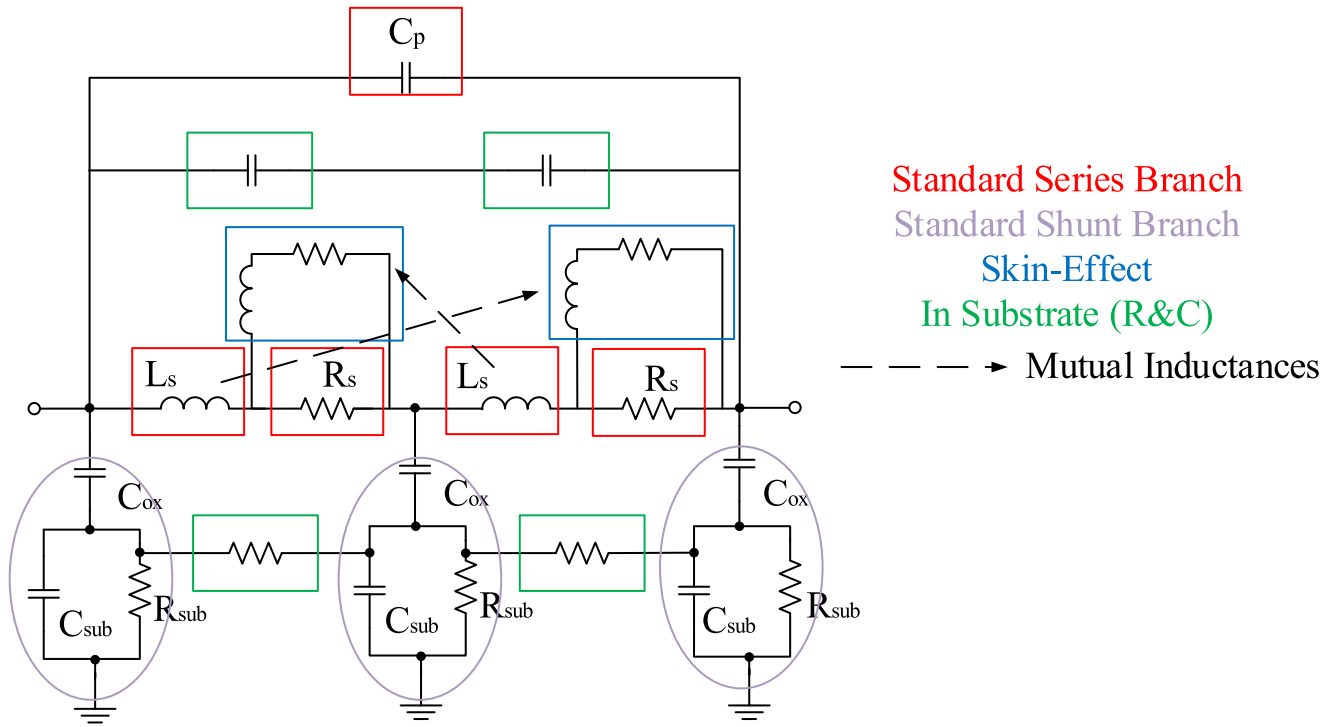 Cp
Standard Series Branch
Standard Shunt Branch
Skin-Effect
In Substrate (R&C)
Mutual Inductances
Ls
Rs
Ls
Rs
Cox
Cox
Cox
Csub
Rsub
Csub
Rsub
Csub
Rsub